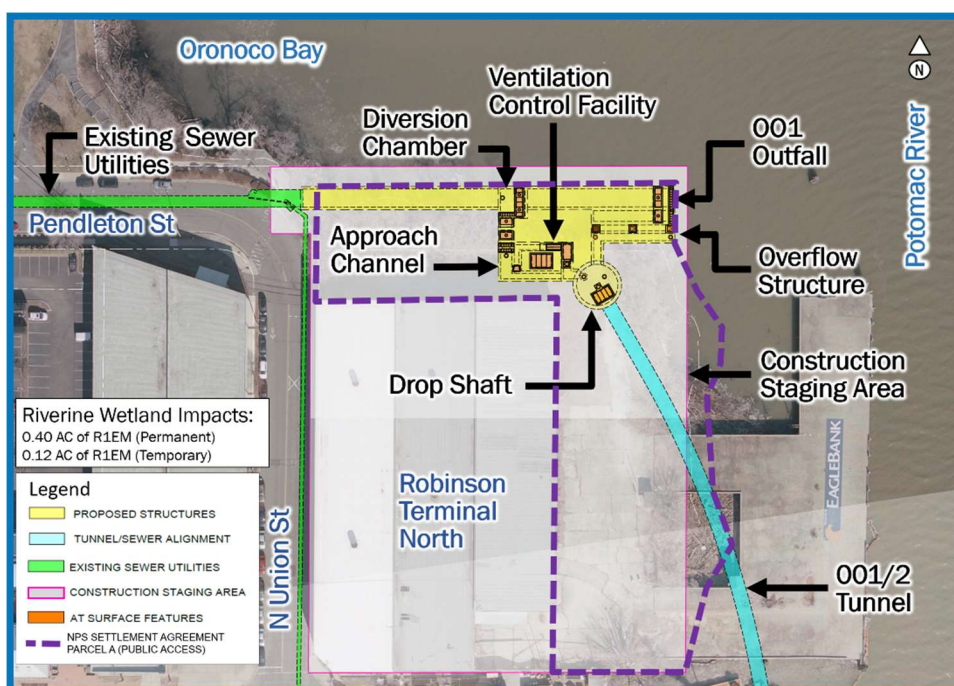 Oronoco Bay
N
Potomac River
Ventilation
Control Facility
Diversion
Chamber
001
Outfall
Existing Sewer
Utilities
Pendleton St
Approach
Channel
Overflow
Structure
Drop Shaft
Construction
Staging Area
Riverine Wetland Impacts:
0.40 AC of R1EM (Permanent)
0.12 AC of R1EM (Temporary)
Legend
PROPOSED STRUCTURES
TUNNEL/SEWER ALIGNMENT
EXISTING SEWER UTILITIES
CONSTRUCTION STAGING AREA
AT SURFACE FEATURES
NPS SETTLEMENT AGREEMENT
PARCEL A (PUBLIC ACCESS)
N Union St
Robinson
Terminal
North
EAGLEBANK
001/2
Tunnel